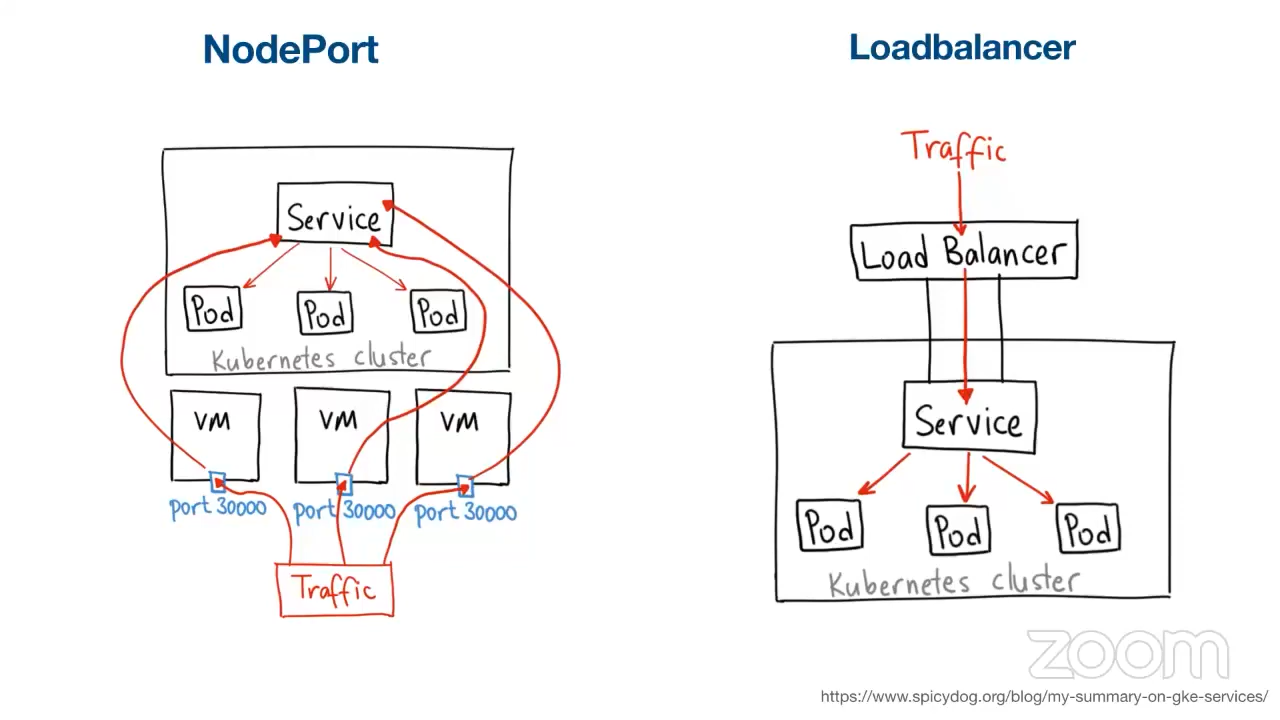 NodePort
Service
Pod
Pod
Pod
Kubernetes cluster
VM
VM
VM
port 30000
port 30000
port 30000
Traffic
Loadbalancer
Traffic
Load Balancer
Service
Pod
Pod
Pod
Kubernetes cluster
zoom
https://www.spicydog.org/blog/my-summary-on-gke-services/